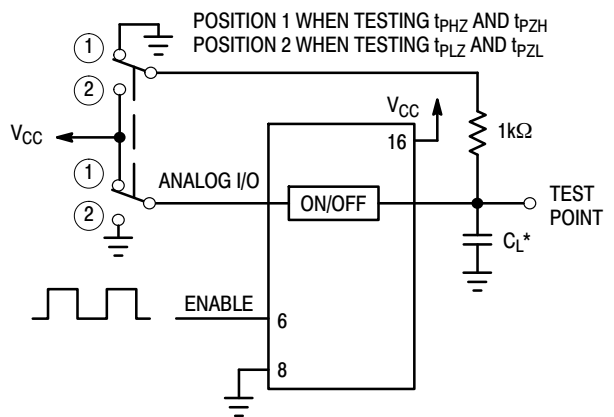 POSITION 1 WHEN TESTING tPHZ AND tPZH
POSITION 2 WHEN TESTING tPLZ AND tPZL
1
2
VCC
1
2
ANALOG I/O
ON/OFF
VCC
16
1kΩ
TEST
POINT
CL*
ENABLE
6
8